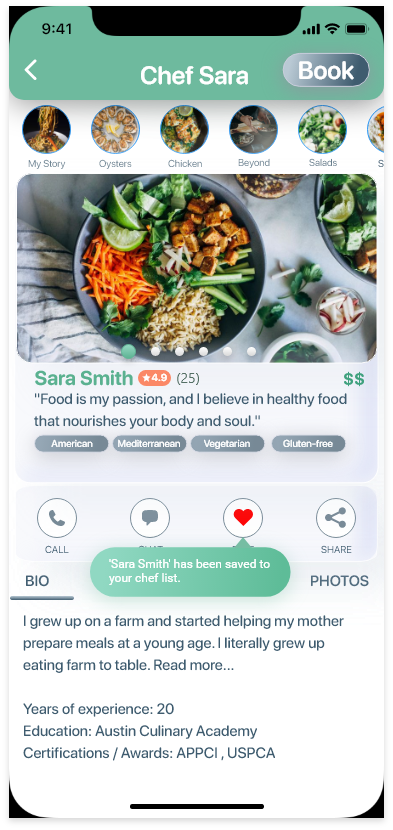 9:41
Chef Sara
Book
My Story
Oysters
Chicken
Beyond
Salads
Sara Smith
4.9
(25)
$$
"Food is my passion, and I believe in healthy food
that nourishes your body and soul."
American
Mediterranean
Vegetarian
Gluten-free
CALL
SHARE
'Sara Smith' has been saved to
your chef list.
BIO
PHOTOS
I grew up on a farm and started helping my mother
prepare meals at a young age. I literally grew up
eating farm to table. Read more...
Years of experience: 20
Education: Austin Culinary Academy
Certifications / Awards: APPCI , USPCA